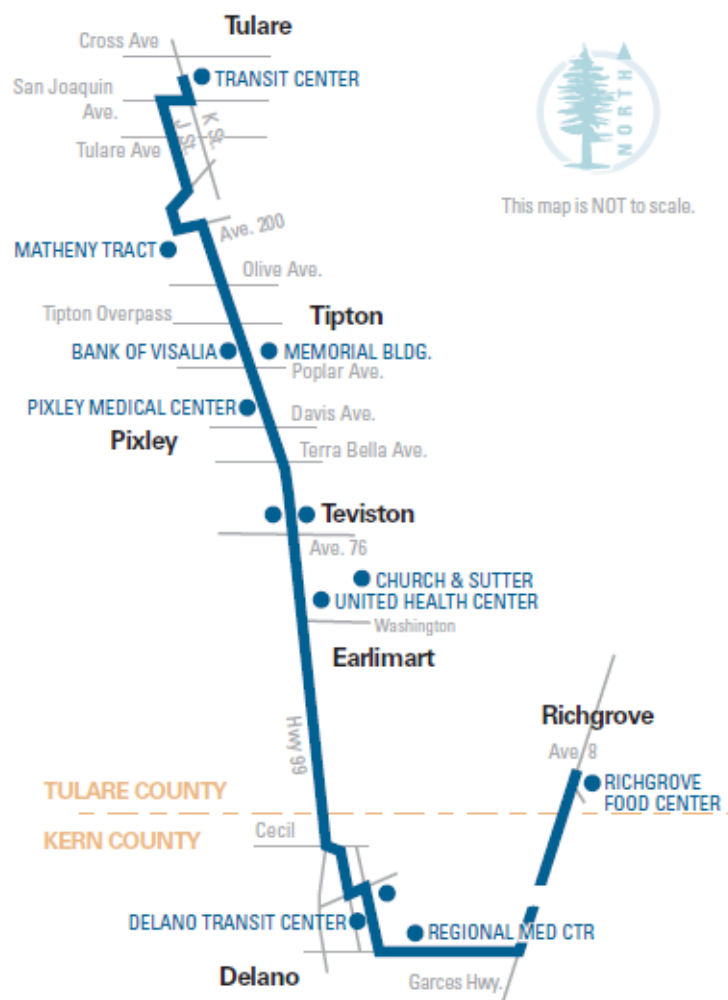 Tulare
Cross Ave
TRANSIT CENTER
San Joaquin
Ave.
K St.
J St.
Tulare Ave
NORTH
This map is NOT to scale.
Ave. 200
MATHENY TRACT
Olive Ave.
Tipton Overpass
Tipton
BANK OF VISALIA
MEMORIAL BLDG.
Poplar Ave.
PIXLEY MEDICAL CENTER
Davis Ave.
Pixley
Terra Bella Ave.
Teviston
Ave. 76
CHURCH & SUTTER
UNITED HEALTH CENTER
Washington
Earlimart
Richgrove
Hwy 99
Ave. 8
RICHGROVE
FOOD CENTER
TULARE COUNTY
KERN COUNTY
Cecil
DELANO TRANSIT CENTER
REGIONAL MED CTR
Delano
Garces Hwy.